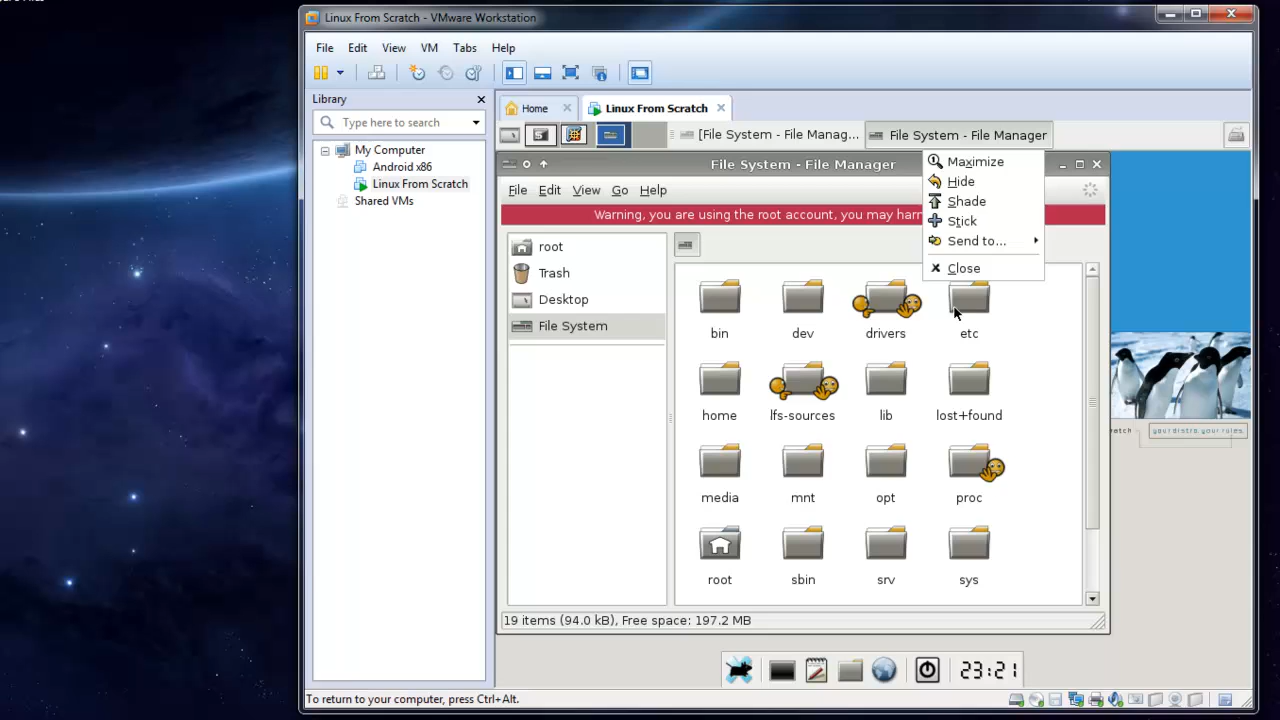 Linux From Scratch - VMware Workstation
File Edit View VM Tabs Help
Library
Type here to search
My Computer
Android x86
Linux From Scratch
Shared VMs
Home
Linux From Scratch
[File System - File Manag...
File System - File Manager
File System - File Manager
File Edit View Go Help
Warning, you are using the root account, you may harm
Maximize
Hide
Shade
Stick
Send to...
Close
root
Trash
Desktop
File System
bin
dev
drivers
etc
home
lfs-sources
lib
lost+found
media
mnt
opt
proc
root
sbin
srv
sys
your distro. your rules.
19 items (94.0 kB), Free space: 197.2 MB
23:21
To return to your computer, press Ctrl+Alt.